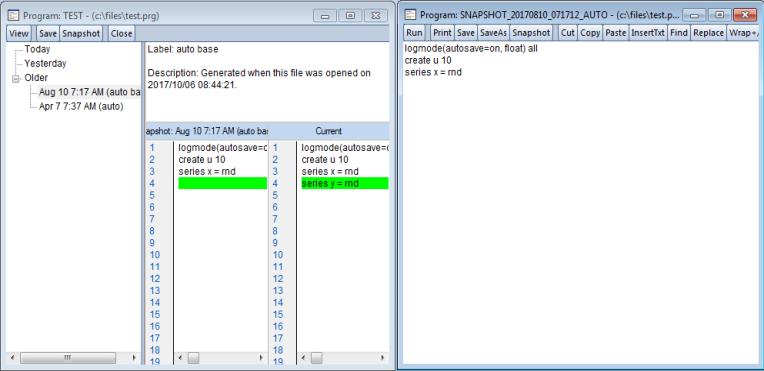 Program: TEST - (c:\files\test.prg)
View Save Snapshot Close
Today
Yesterday
Older
Aug 10 7:17 AM (auto ba
Apr 7 7:37 AM (auto)
Label: auto base
Description: Generated when this file was opened on
2017/10/06 08:44:21.
apshot: Aug 10 7:17 AM (auto bas Current
1 logmode(autosave=c 1 logmode(autosave=c
2 create u 10 2 create u 10
3 series x = rnd 3 series x = rnd
4 4 series y = rnd
5 5
6 6
7 7
8 8
9 9
10 10
11 11
12 12
13 13
14 14
15 15
16 16
17 17
18 18
19 19
Program: SNAPSHOT_20170810_071712_AUTO - (c:\files\test.p...
Run Print Save SaveAs Snapshot Cut Copy Paste InsertTxt Find Replace Wrap+/
logmode(autosave=on, float) all
create u 10
series x = rnd